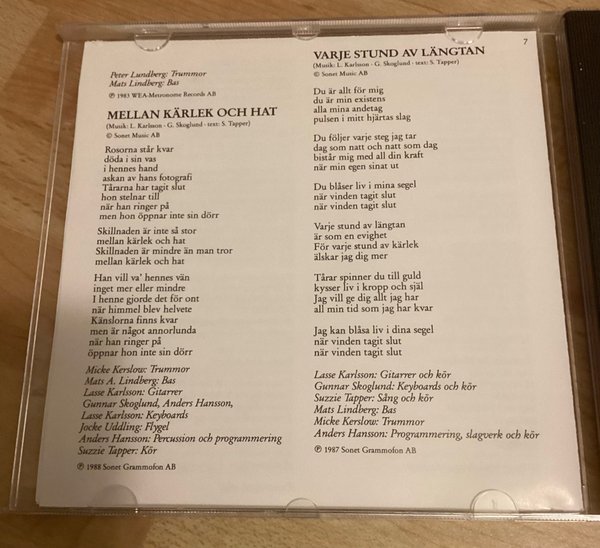 Peter Lundberg: Trummor
Mats Lindberg: Bas
℗ 1983 WEA-Metronome Records AB
MELLAN KÄRLEK OCH HAT
(Musik: L. Karlsson · G. Skoglund · text: S. Tapper)
© Sonet Music AB
Rosorna står kvar
döda i sin vas
i hennes hand
askan av hans fotografi
Tårarna har tagit slut
hon stelnar till
när han ringer på
men hon öppnar inte sin dörr
Skillnaden är inte så stor
mellan kärlek och hat
Skillnaden är mindre än man tror
mellan kärlek och hat
Han vill va' hennes vän
inget mer eller mindre
I henne gjorde det för ont
när himmel blev helvete
Känslorna finns kvar
men är något annorlunda
när han ringer på
öppnar hon inte sin dörr
Micke Kerslow: Trummor
Mats A. Lindberg: Bas
Lasse Karlsson: Gitarrer
Gunnar Skoglund, Anders Hansson,
Lasse Karlsson: Keyboards
Jocke Uddling: Flygel
Anders Hansson: Percussion och programmering
Suzzie Tapper: Kör
℗ 1988 Sonet Grammofon AB
7
VARJE STUND AV LÄNGTAN
(Musik: L. Karlsson · G. Skoglund · text: S. Tapper)
© Sonet Music AB
Du är allt för mig
du är min existens
alla mina andetag
pulsen i mitt hjärtas slag
Du följer varje steg jag tar
dag som natt och natt som dag
bistår mig med all din kraft
när min egen sinat ut
Du blåser liv i mina segel
när vinden tagit slut
när vinden tagit slut
Varje stund av längtan
är som en evighet
För varje stund av kärlek
älskar jag dig mer
Tårar spinner du till guld
kysser liv i kropp och själ
Jag vill ge dig allt jag har
all min tid som jag har kvar
Jag kan blåsa liv i dina segel
när vinden tagit slut
när vinden tagit slut
Lasse Karlsson: Gitarrer och kör
Gunnar Skoglund: Keyboards och kör
Suzzie Tapper: Sång och kör
Mats Lindberg: Bas
Micke Kerslow: Trummor
Anders Hansson: Programmering, slagverk och kör
℗ 1987 Sonet Grammofon AB